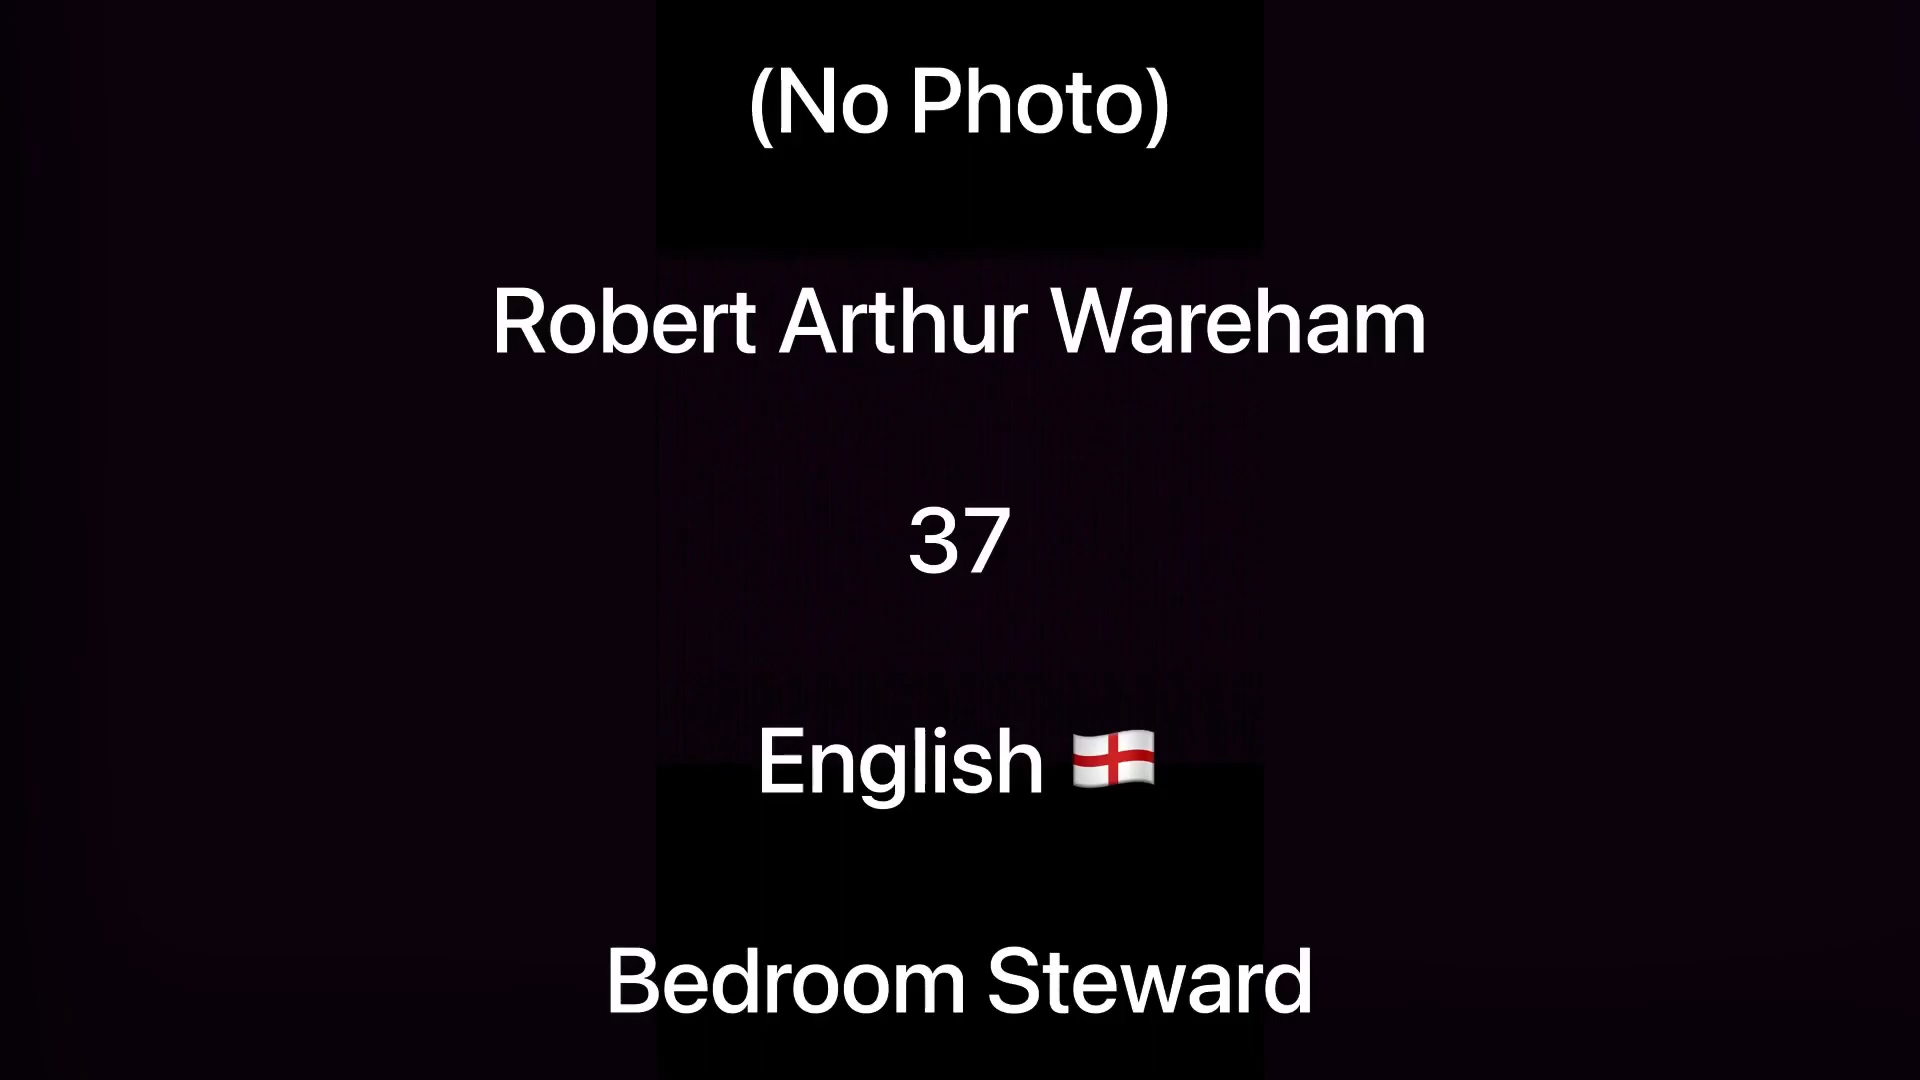 (No Photo)
Robert Arthur Wareham
37
English 🏴󠁧󠁢󠁥󠁮󠁧󠁿
Bedroom Steward